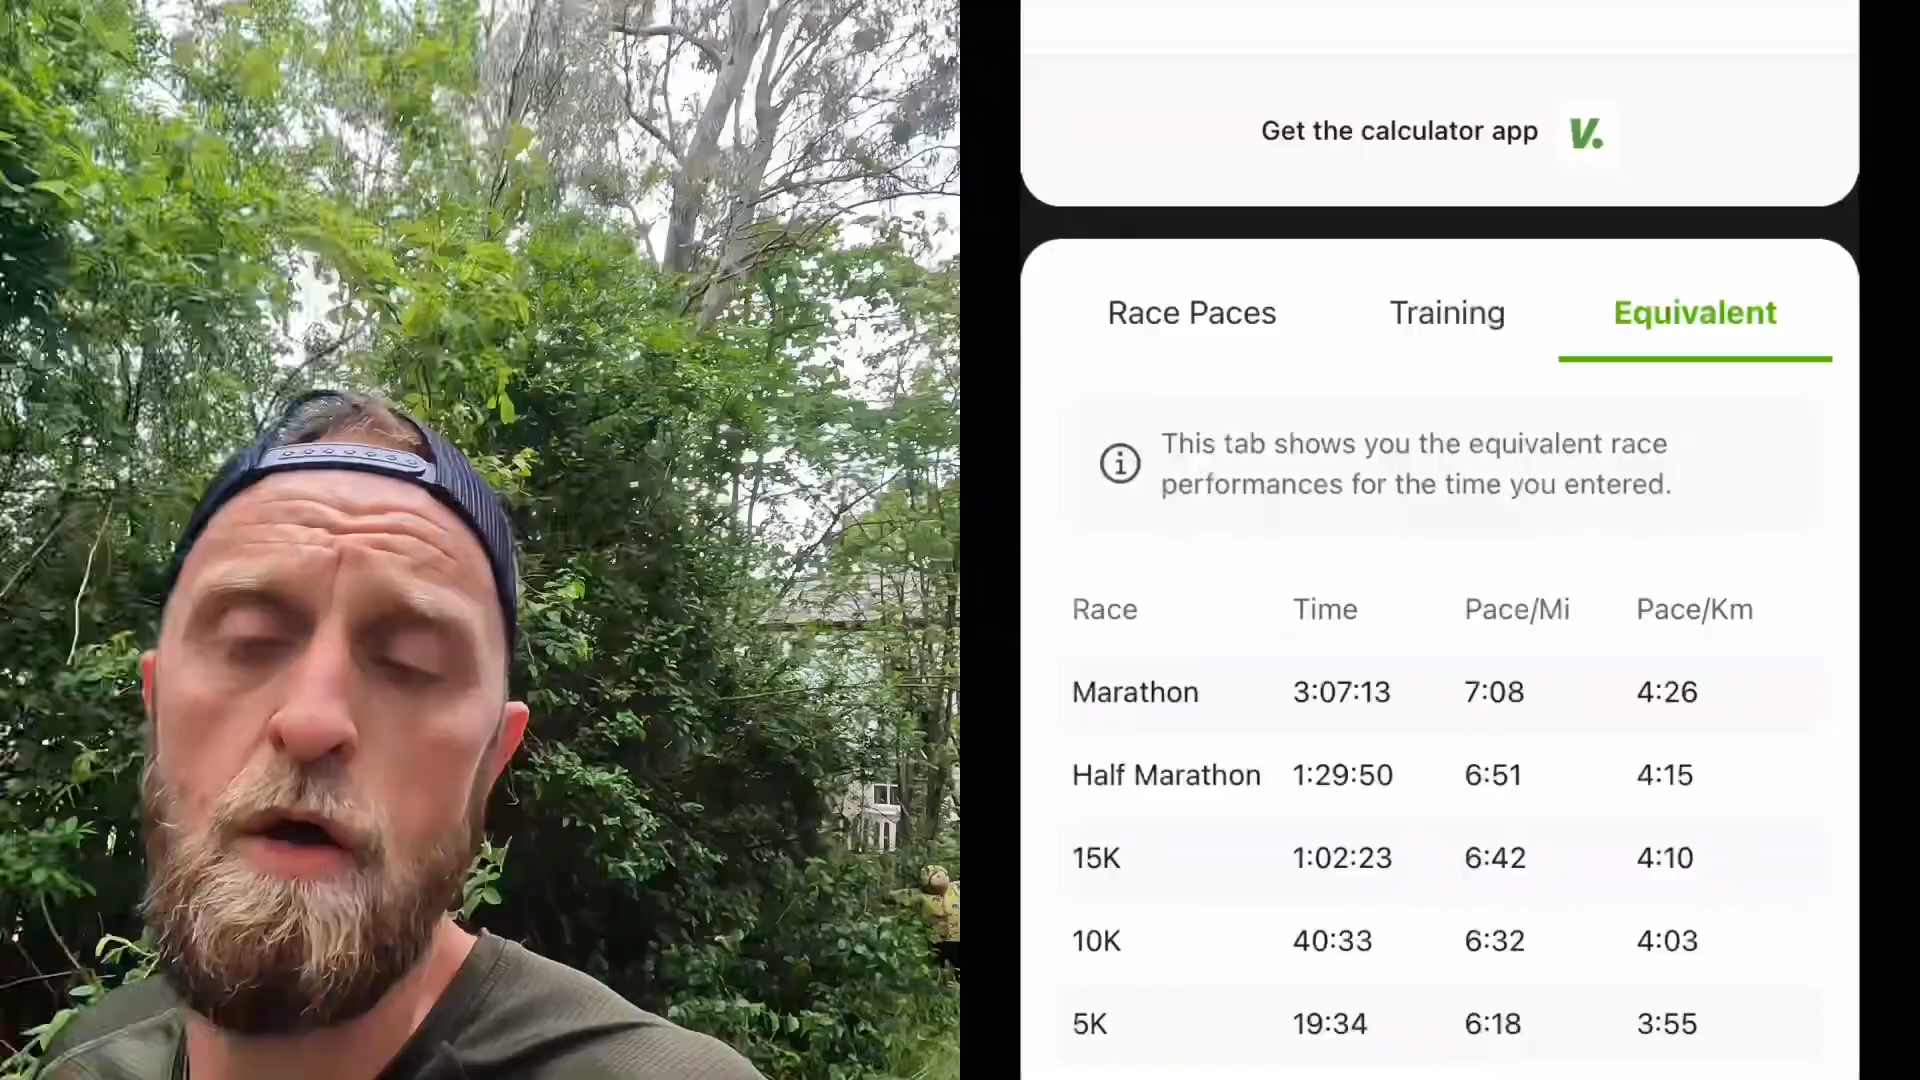 Get the calculator app V.
Race Paces Training Equivalent
This tab shows you the equivalent race
performances for the time you entered.
Race Time Pace/Mi Pace/Km
Marathon 3:07:13 7:08 4:26
Half Marathon 1:29:50 6:51 4:15
15K 1:02:23 6:42 4:10
10K 40:33 6:32 4:03
5K 19:34 6:18 3:55